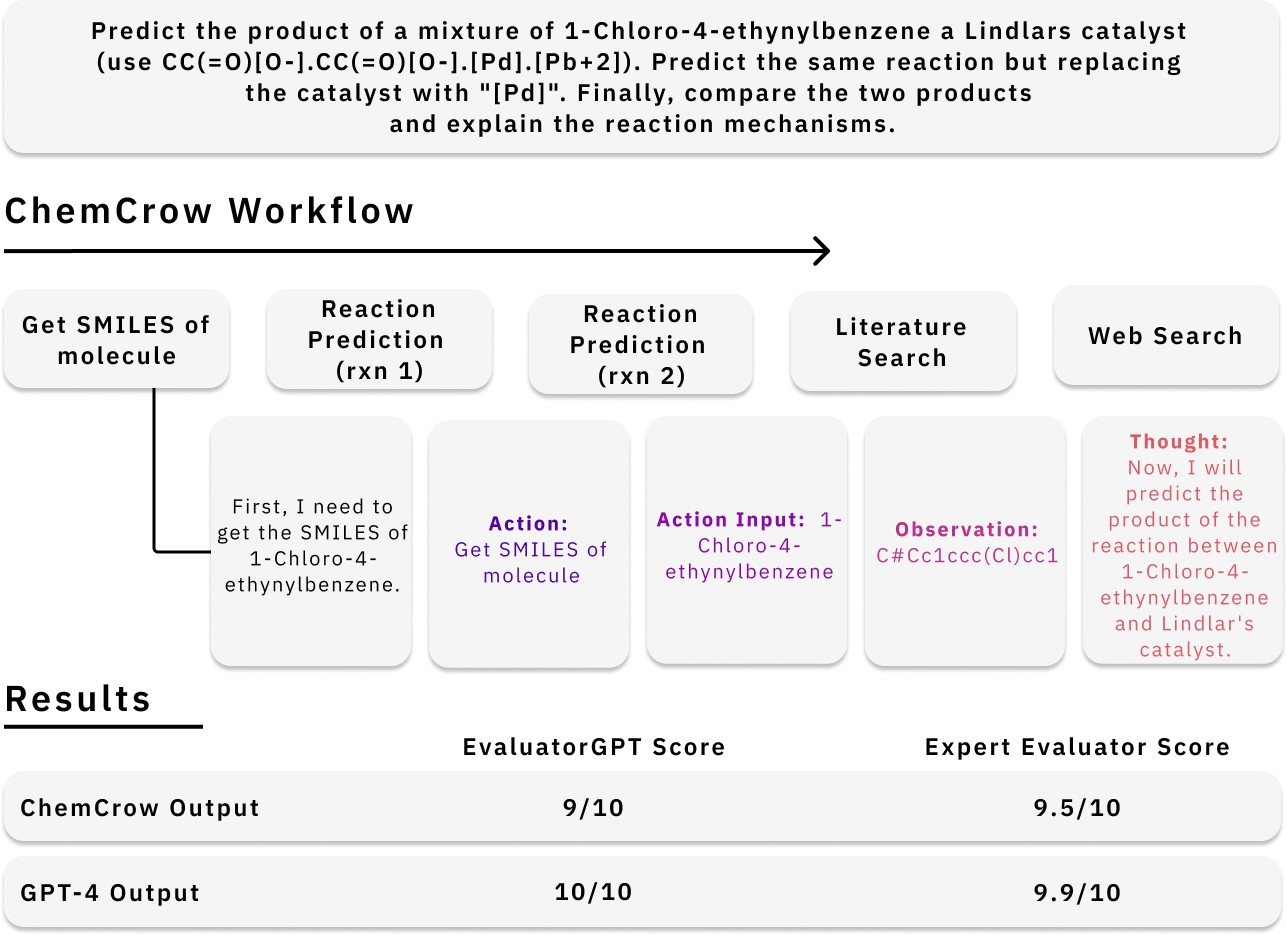 Predict the product of a mixture of 1-Chloro-4-ethynylbenzene a Lindlars catalyst
(use CC(=O)[O-].CC(=O)[O-].[Pd].[Pb+2]). Predict the same reaction but replacing
the catalyst with "[Pd]". Finally, compare the two products
and explain the reaction mechanisms.
ChemCrow Workflow
Get SMILES of
molecule
Reaction
Prediction
(rxn 1)
Reaction
Prediction
(rxn 2)
Literature
Search
Web Search
First, I need to
get the SMILES of
1-Chloro-4-
ethynylbenzene.
Action:
Get SMILES of
molecule
Action Input: 1-
Chloro-4-
ethynylbenzene
Observation:
C#Cc1ccc(Cl)cc1
Thought:
Now, I will
predict the
product of the
reaction between
1-Chloro-4-
ethynylbenzene
and Lindlar's
catalyst.
Results
EvaluatorGPT Score Expert Evaluator Score
ChemCrow Output 9/10 9.5/10
GPT-4 Output 10/10 9.9/10